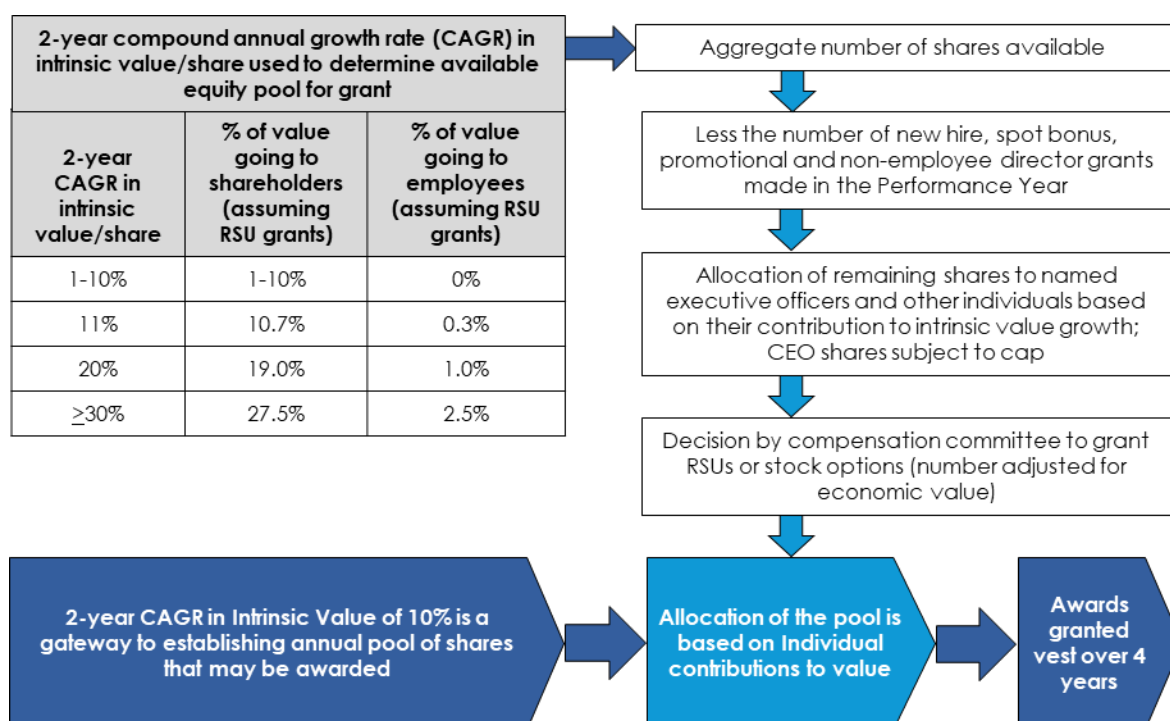 2-year compound annual growth rate (CAGR) in
intrinsic value/share used to determine available
equity pool for grant
2-year
CAGR in
intrinsic
value/share
% of value
going to
shareholders
(assuming
RSU grants)
% of value
going to
employees
(assuming RSU
grants)
1-10%
1-10%
0%
11%
10.7%
0.3%
20%
19.0%
1.0%
≥30%
27.5%
2.5%
Aggregate number of shares available
Less the number of new hire, spot bonus,
promotional and non-employee director grants
made in the Performance Year
Allocation of remaining shares to named
executive officers and other individuals based
on their contribution to intrinsic value growth;
CEO shares subject to cap
Decision by compensation committee to grant
RSUs or stock options (number adjusted for
economic value)
2-year CAGR in Intrinsic Value of 10% is a
gateway to establishing annual pool of shares
that may be awarded
Allocation of the pool is
based on Individual
contributions to value
Awards
granted
vest over 4
years